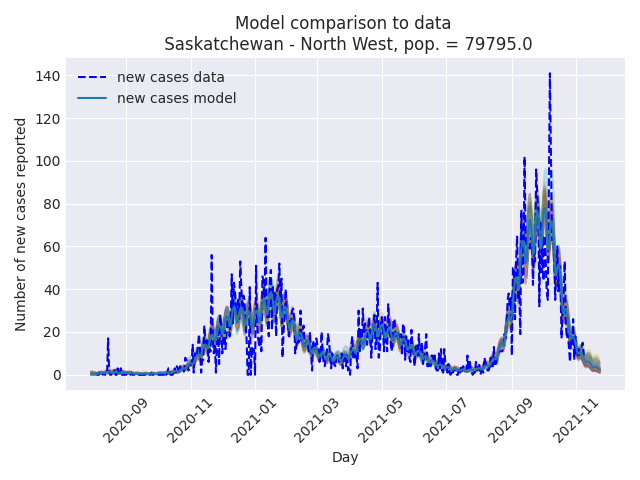 Model comparison to data
Saskatchewan - North West, pop. = 79795.0
new cases data
new cases model
Number of new cases reported
140
120
100
80
60
40
20
0
2020-09
2020-11
2021-01
2021-03
2021-05
2021-07
2021-09
2021-11
Day